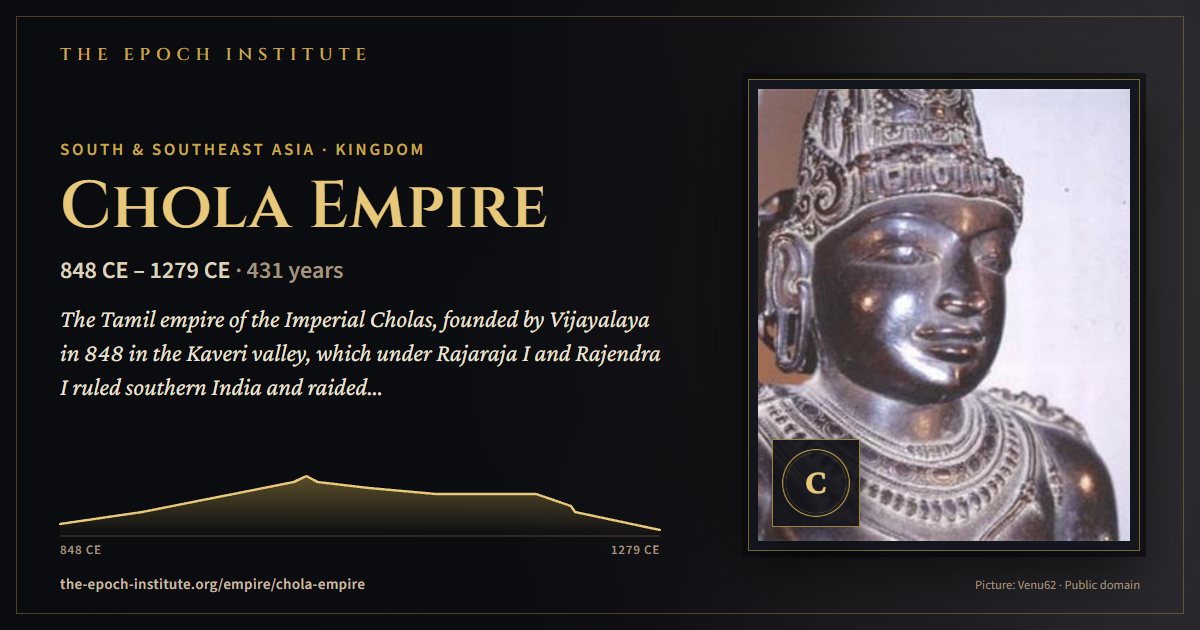 THE EPOCH INSTITUTE
SOUTH & SOUTHEAST ASIA · KINGDOM
CHOLA EMPIRE
848 CE – 1279 CE · 431 years
The Tamil empire of the Imperial Cholas, founded by Vijayalaya
in 848 in the Kaveri valley, which under Rajaraja I and Rajendra
I ruled southern India and raided...
C
848 CE
1279 CE
the-epoch-institute.org/empire/chola-empire
Picture: Venu62 · Public domain